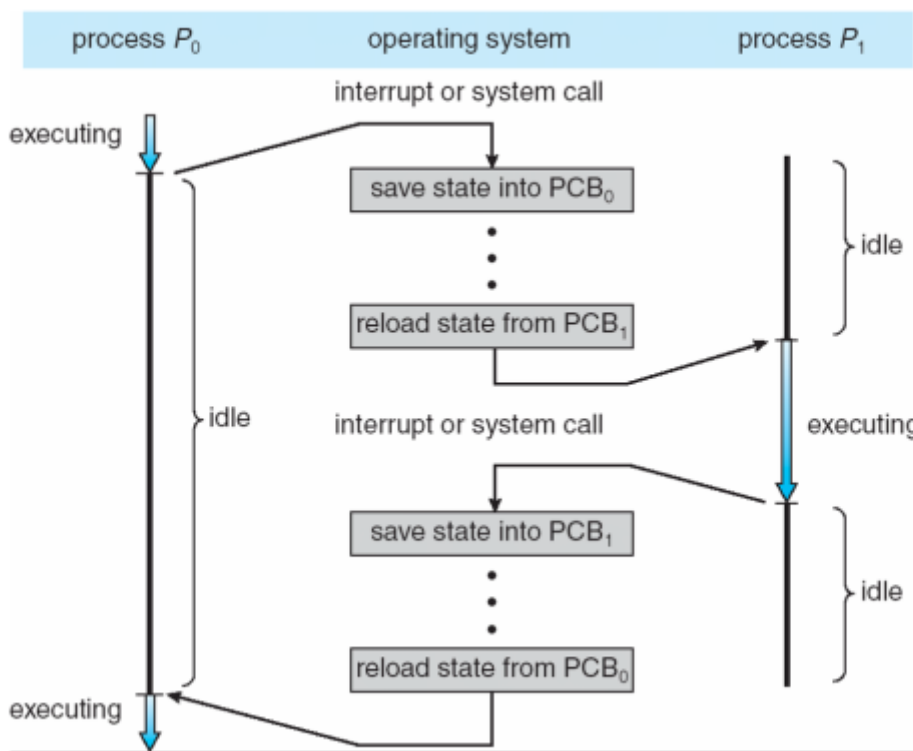 process P₀ operating system process P₁
interrupt or system call
executing
save state into PCB₀
idle
reload state from PCB₁
idle
interrupt or system call
executing
save state into PCB₁
idle
reload state from PCB₀
executing